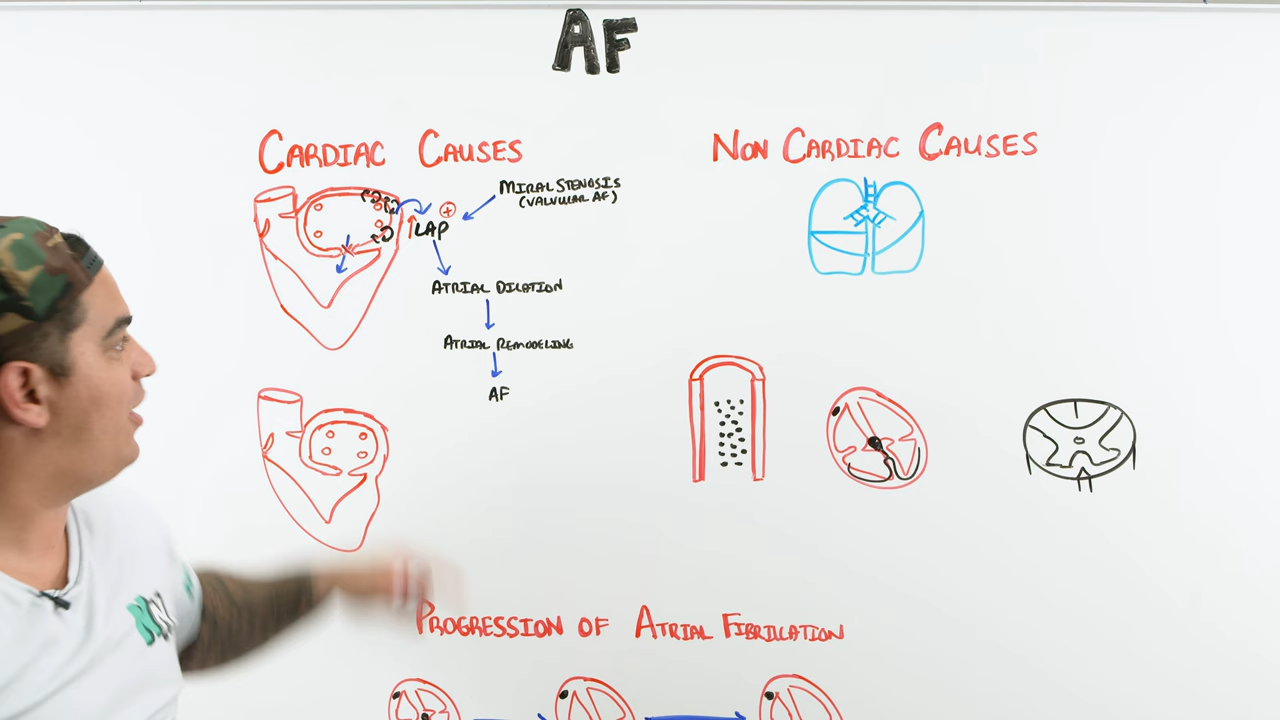 AF
CARDIAC CAUSES
NON CARDIAC CAUSES
MIRAL STENOSIS
(VALVULAR AF)
+
↑LAP
ATRIAL DILATION
ATRIAL REMODELING
AF
PROGRESSION OF ATRIAL FIBRILLATION